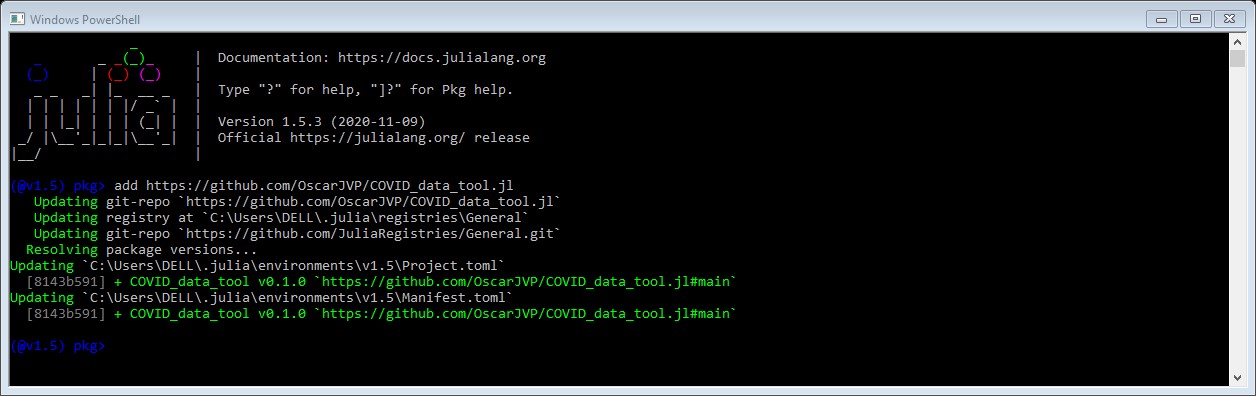 Windows PowerShell
Documentation: https://docs.julialang.org
Type "?" for help, "]?" for Pkg help.
Version 1.5.3 (2020-11-09)
Official https://julialang.org/ release
(@v1.5) pkg> add https://github.com/OscarJVP/COVID_data_tool.jl
Updating git-repo `https://github.com/OscarJVP/COVID_data_tool.jl`
Updating registry at `C:\Users\DELL\.julia\registries\General`
Updating git-repo `https://github.com/JuliaRegistries/General.git`
Resolving package versions...
Updating `C:\Users\DELL\.julia\environments\v1.5\Project.toml`
[8143b591] + COVID_data_tool v0.1.0 `https://github.com/OscarJVP/COVID_data_tool.jl#main`
Updating `C:\Users\DELL\.julia\environments\v1.5\Manifest.toml`
[8143b591] + COVID_data_tool v0.1.0 `https://github.com/OscarJVP/COVID_data_tool.jl#main`
(@v1.5) pkg>